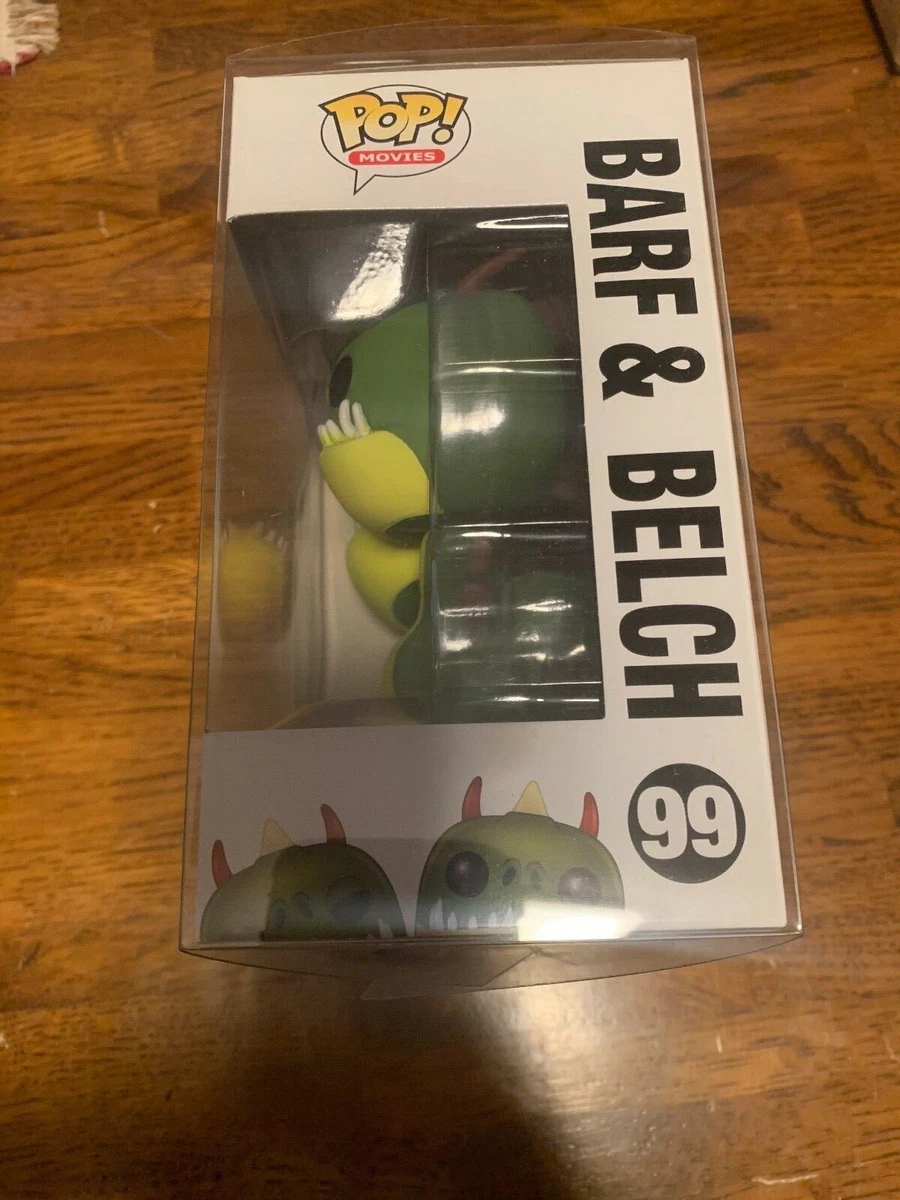 POP!
MOVIES
BARF & BELCH
99